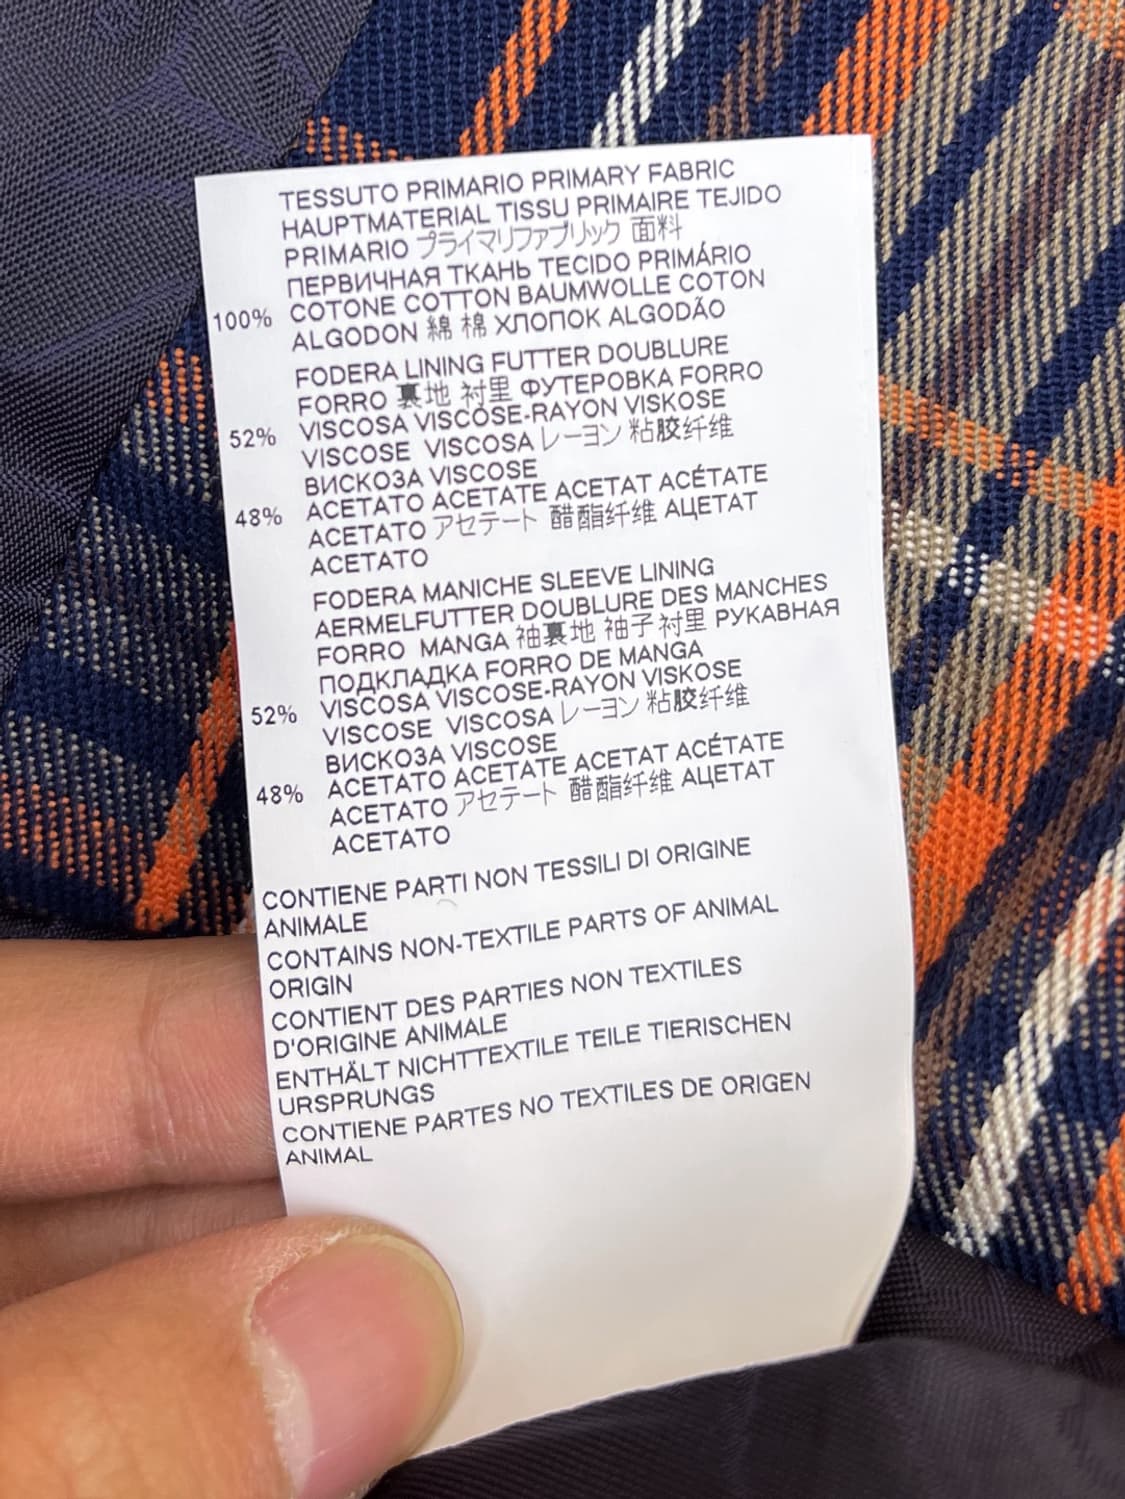 TESSUTO PRIMARIO PRIMARY FABRIC
HAUPTMATERIAL TISSU PRIMAIRE TEJIDO
PRIMARIO プライマリファブリック 面料
ПЕРВИЧНАЯ ТКАНЬ TECIDO PRIMÁRIO
100% COTONE COTTON BAUMWOLLE COTON
ALGODON 綿 棉 ХЛОПОК ALGODÃO
FODERA LINING FUTTER DOUBLURE
FORRO 裏地 衬里 ФУТЕРОВКА FORRO
52% VISCOSA VISCOSE-RAYON VISKOSE
VISCOSE VISCOSA レーヨン 粘胶纤维
ВИСКОЗА VISCOSE
48% ACETATO ACETATE ACETAT ACÉTATE
ACETATO アセテート 醋酯纤维 АЦЕТАТ
ACETATO
FODERA MANICHE SLEEVE LINING
AERMELFUTTER DOUBLURE DES MANCHES
FORRO MANGA 袖裏地 袖子 衬里 РУКАВНАЯ
ПОДКЛАДКА FORRO DE MANGA
52% VISCOSA VISCOSE-RAYON VISKOSE
VISCOSE VISCOSA レーヨン 粘胶纤维
ВИСКОЗА VISCOSE
48% ACETATO ACETATE ACETAT ACÉTATE
ACETATO アセテート 醋酯纤维 АЦЕТАТ
ACETATO
CONTIENE PARTI NON TESSILI DI ORIGINE
ANIMALE
CONTAINS NON-TEXTILE PARTS OF ANIMAL
ORIGIN
CONTIENT DES PARTIES NON TEXTILES
D'ORIGINE ANIMALE
ENTHÄLT NICHTTEXTILE TEILE TIERISCHEN
URSPRUNGS
CONTIENE PARTES NO TEXTILES DE ORIGEN
ANIMAL